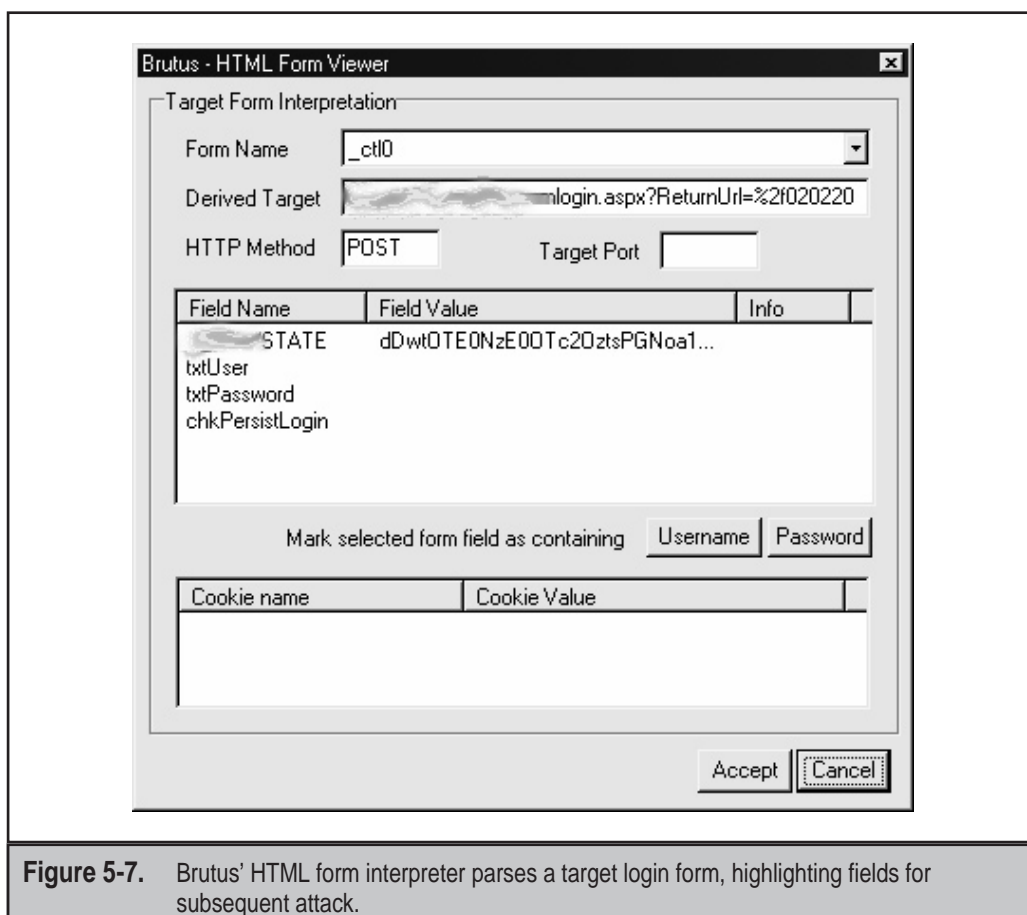 Brutus - HTML Form Viewer
Target Form Interpretation
Form Name _ctl0
Derived Target mlogin.aspx?ReturnUrl=%2f020220
HTTP Method POST Target Port
Field Name Field Value Info
STATE dDwtOTE0NzE0OTc2OztsPGNoa1...
txtUser
txtPassword
chkPersistLogin
Mark selected form field as containing Username Password
Cookie name Cookie Value
Accept Cancel
Figure 5-7. Brutus’ HTML form interpreter parses a target login form, highlighting fields for
subsequent attack.